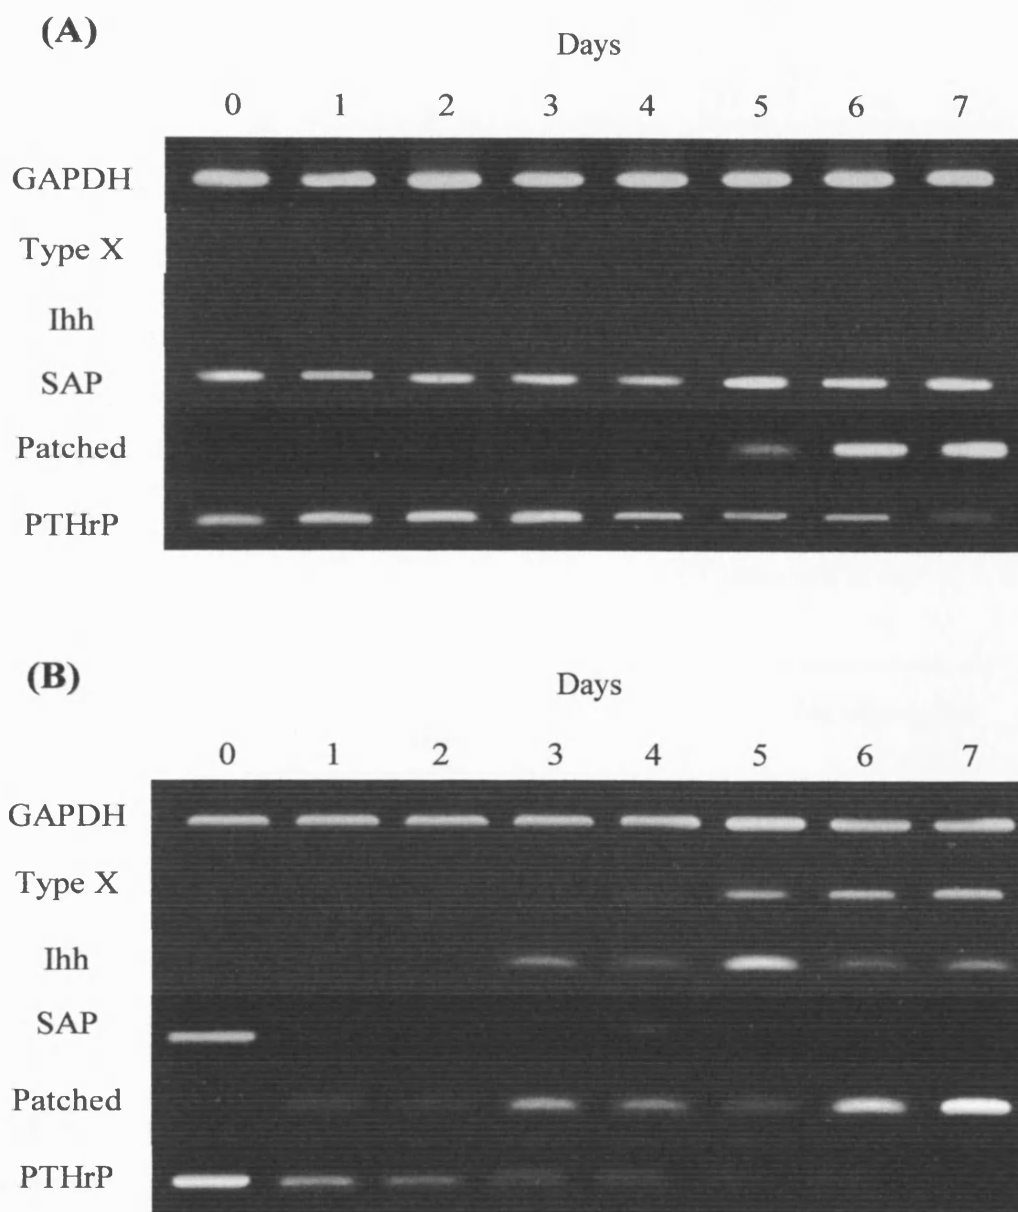 (A)
Days
0 1 2 3 4 5 6 7
GAPDH
Type X
Ihh
SAP
Patched
PTHrP
(B)
Days
0 1 2 3 4 5 6 7
GAPDH
Type X
Ihh
SAP
Patched
PTHrP